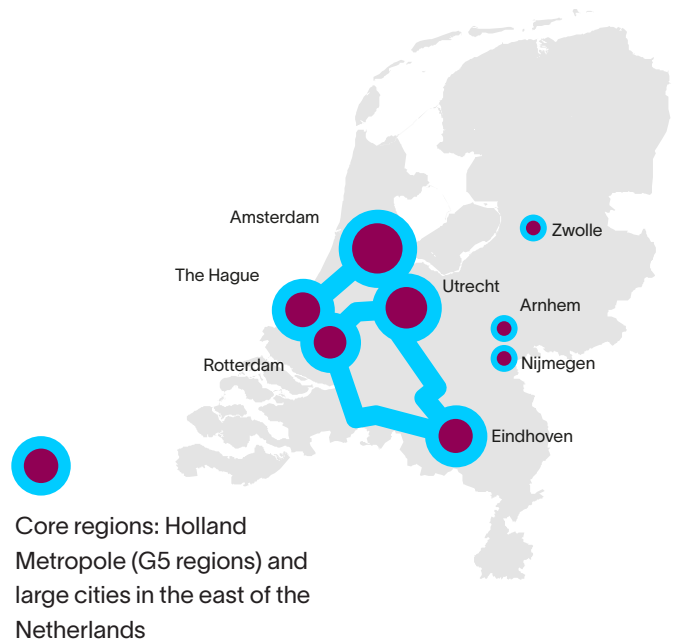 Amsterdam
Zwolle
The Hague
Utrecht
Arnhem
Rotterdam
Nijmegen
Eindhoven
Core regions: Holland
Metropole (G5 regions) and
large cities in the east of the
Netherlands